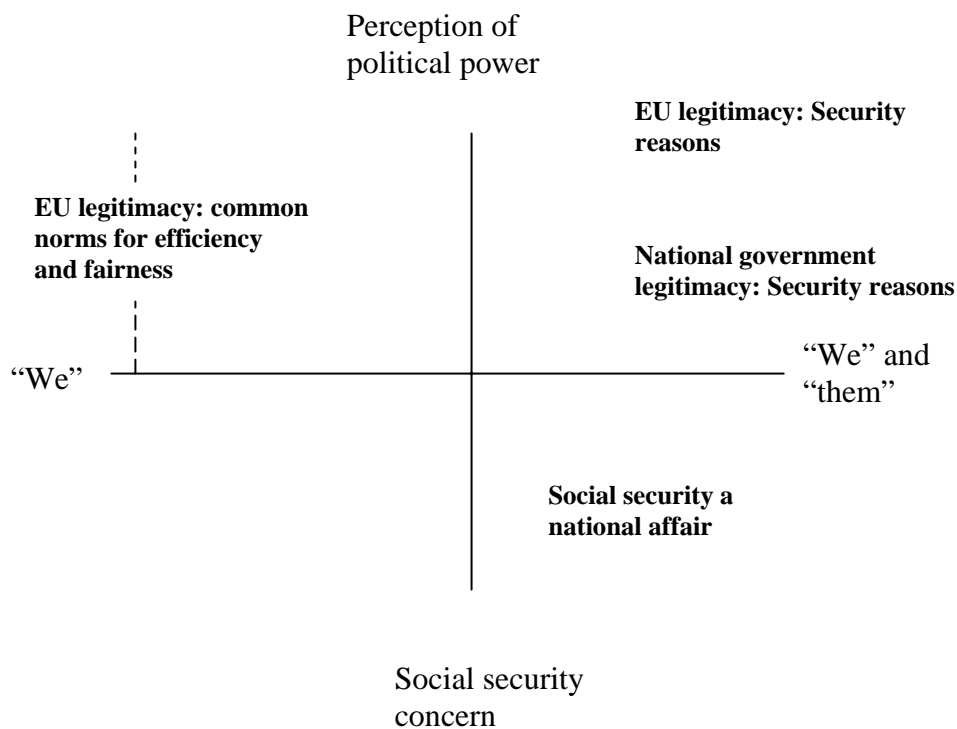 Perception of
political power
EU legitimacy: Security
reasons
EU legitimacy: common
norms for efficiency
and fairness
National government
legitimacy: Security reasons
“We”
“We” and
“them”
Social security a
national affair
Social security
concern